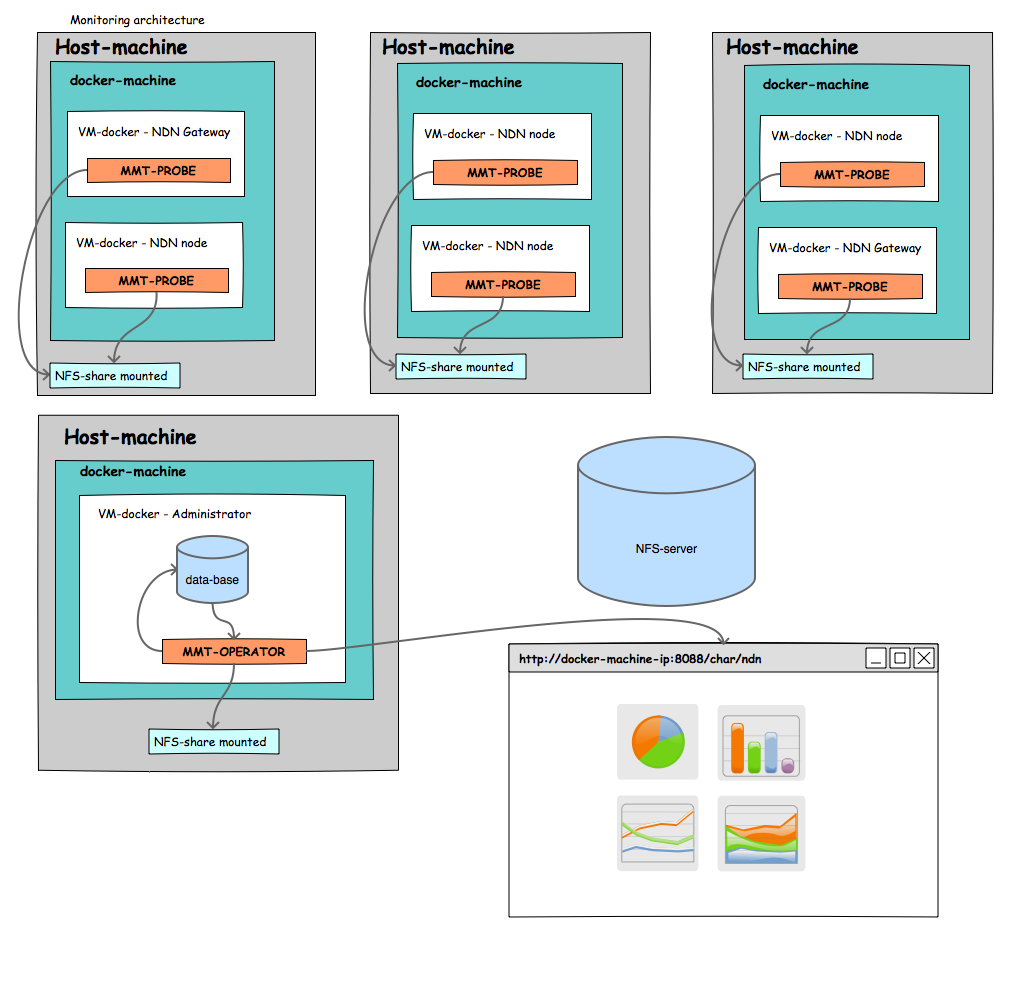 Monitoring architecture
Host-machine
docker-machine
VM-docker - NDN Gateway
MMT-PROBE
VM-docker - NDN node
MMT-PROBE
NFS-share mounted
Host-machine
docker-machine
VM-docker - NDN node
MMT-PROBE
VM-docker - NDN node
MMT-PROBE
NFS-share mounted
Host-machine
docker-machine
VM-docker - NDN node
MMT-PROBE
VM-docker - NDN Gateway
MMT-PROBE
NFS-share mounted
Host-machine
docker-machine
VM-docker - Administrator
data-base
MMT-OPERATOR
NFS-share mounted
NFS-server
http://docker-machine-ip:8088/char/ndn